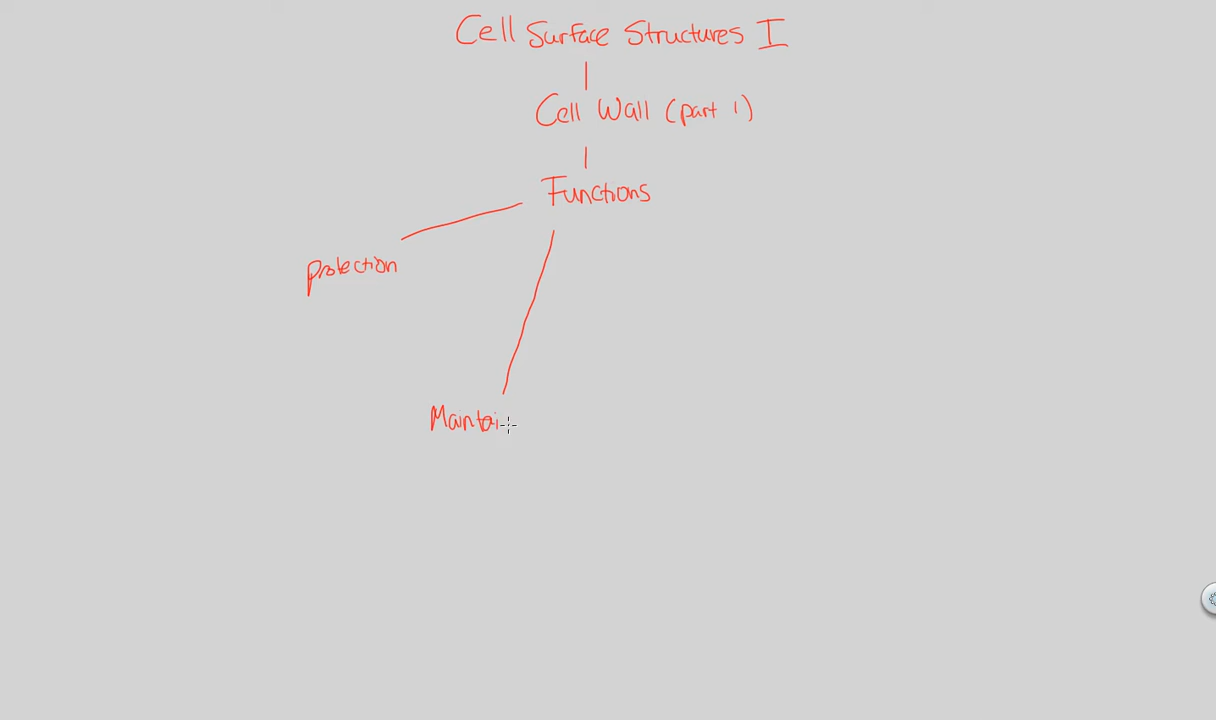 Cell Surface Structures I
Cell Wall (part 1)
Functions
protection
Maintai